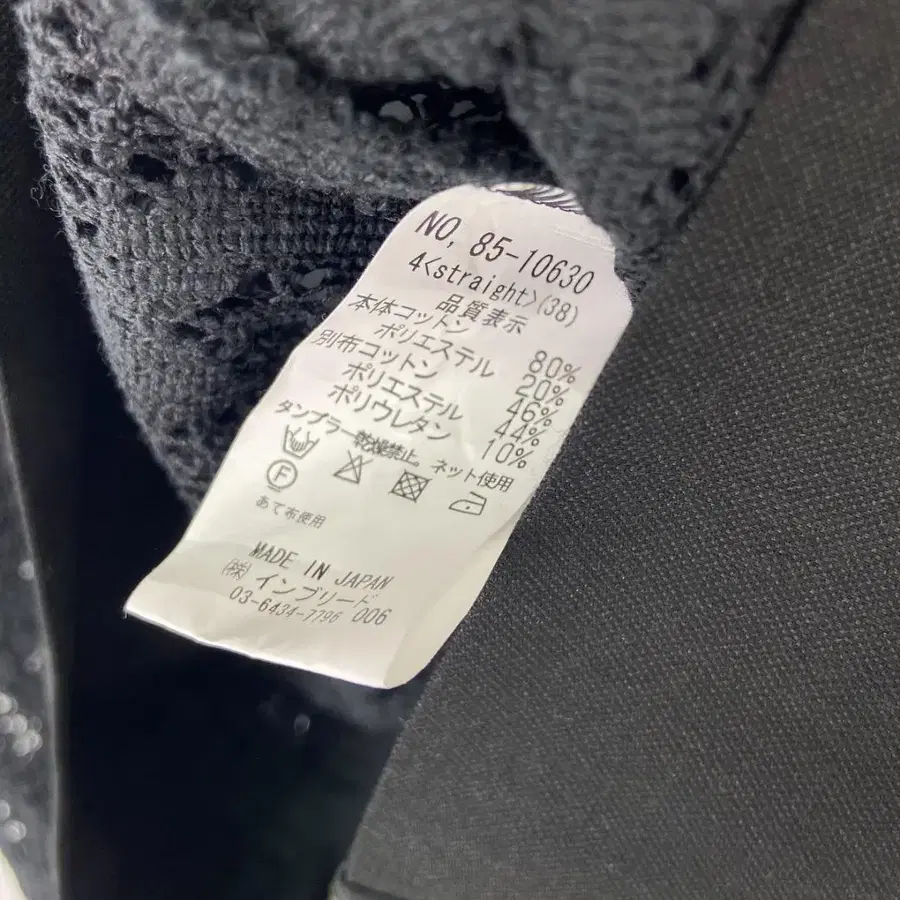 NO, 85-10630
4<straight>(38)
品質表示
本体コットン 80%
ポリエステル 20%
別布コットン 46%
ポリエステル 44%
ポリウレタン 10%
タンブラー乾燥禁止。ネット使用
F
あて布使用
MADE IN JAPAN
㈱インブリード
03-6434-7796 006